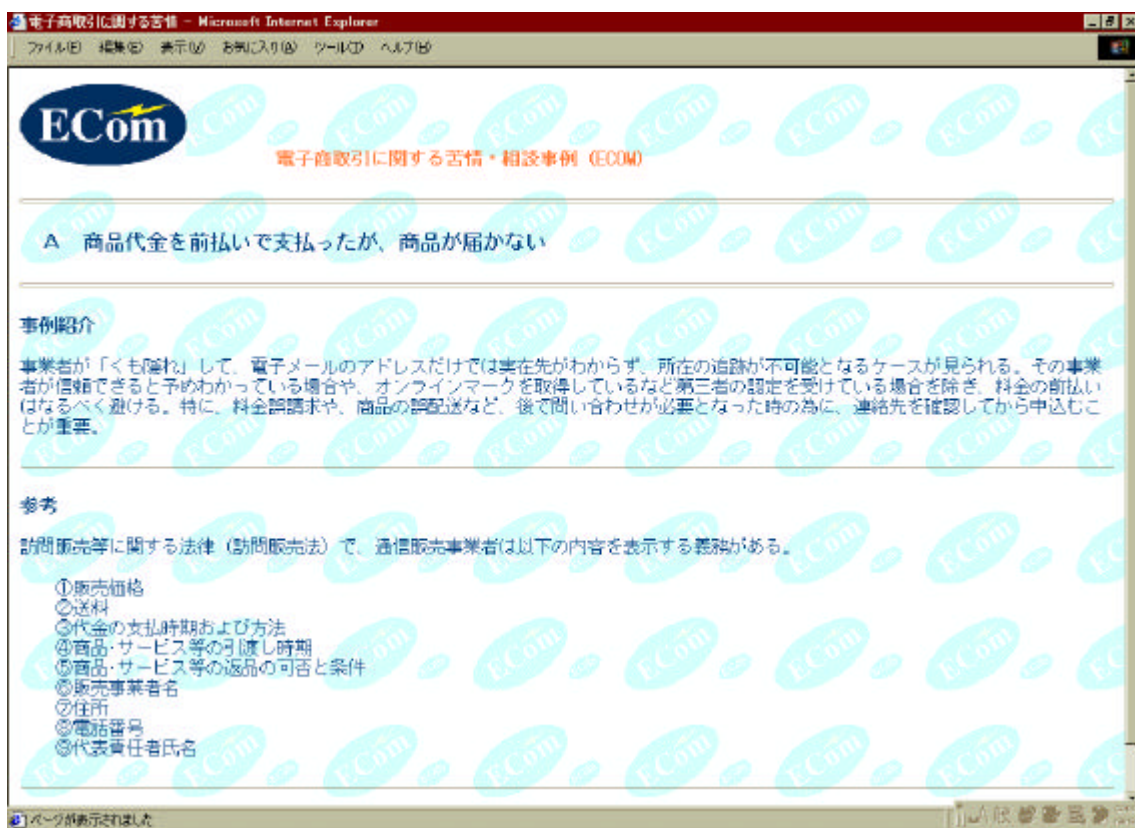 電子商取引に関する苦情 - Microsoft Internet Explorer
ファイル(F) 編集(E) 表示(V) お気に入り(A) ツール(T) ヘルプ(H)
ECom
電子商取引に関する苦情・相談事例 (ECOM)
A 商品代金を前払いで支払ったが、商品が届かない
事例紹介
事業者が「くも隠れ」して、電子メールのアドレスだけでは実在先がわからず、所在の追跡が不可能となるケースが見られる。その事業
者が信頼できると予めわかっている場合や、オンラインマークを取得しているなど第三者の認定を受けている場合を除き、料金の前払い
はなるべく避ける。特に、料金誤請求や、商品の誤配送など、後で問い合わせが必要となった時の為に、連絡先を確認してから申込むこ
とが重要。
参考
訪問販売等に関する法律（訪問販売法）で、通信販売事業者は以下の内容を表示する義務がある。
①販売価格
②送料
③代金の支払時期および方法
④商品・サービス等の引渡し時期
⑤商品・サービス等の返品の可否と条件
⑥販売事業者名
⑦住所
⑧電話番号
⑨代表責任者氏名
ページが表示されました